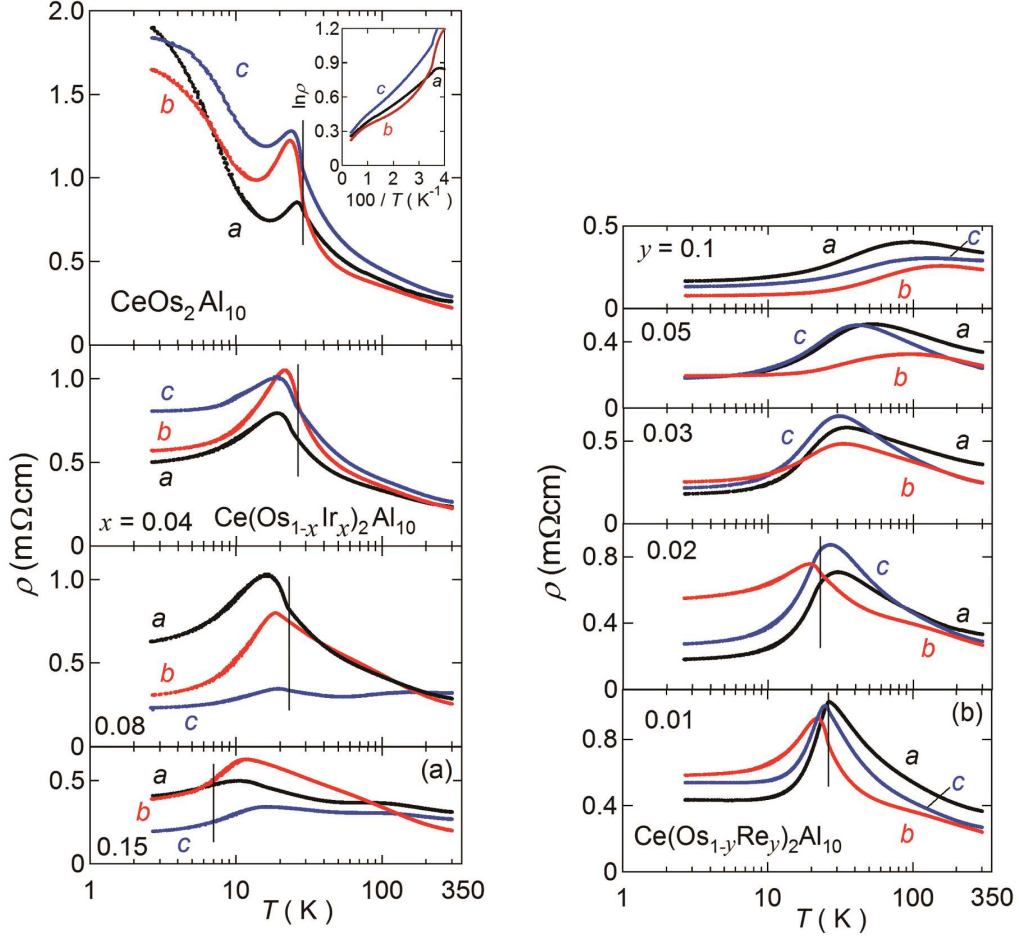 2.0
1.5
1.0
0.5
0
c
b
a
CeOs2Al10
1.2
0.9
0.6
0.3
0
lnρ
c
a
b
0 1 2 3 4
100 / T ( K-1 )
1.0
0.5
0
c
b
a
x = 0.04 Ce(Os1-xIrx)2Al10
1.0
0.5
0
a
b
c
0.08
0.5
0
a
b
c
0.15
(a)
1 10 100 350
T ( K )
ρ (mΩcm)
0.5
0
y = 0.1
a
c
b
0.4
0
0.05
c
a
b
0.5
0
0.03
c
a
b
0.8
0.4
0
0.02
c
a
b
0.8
0.4
0
0.01
(b)
a
c
b
Ce(Os1-yRey)2Al10
1 10 100 350
T ( K )
ρ (mΩcm)